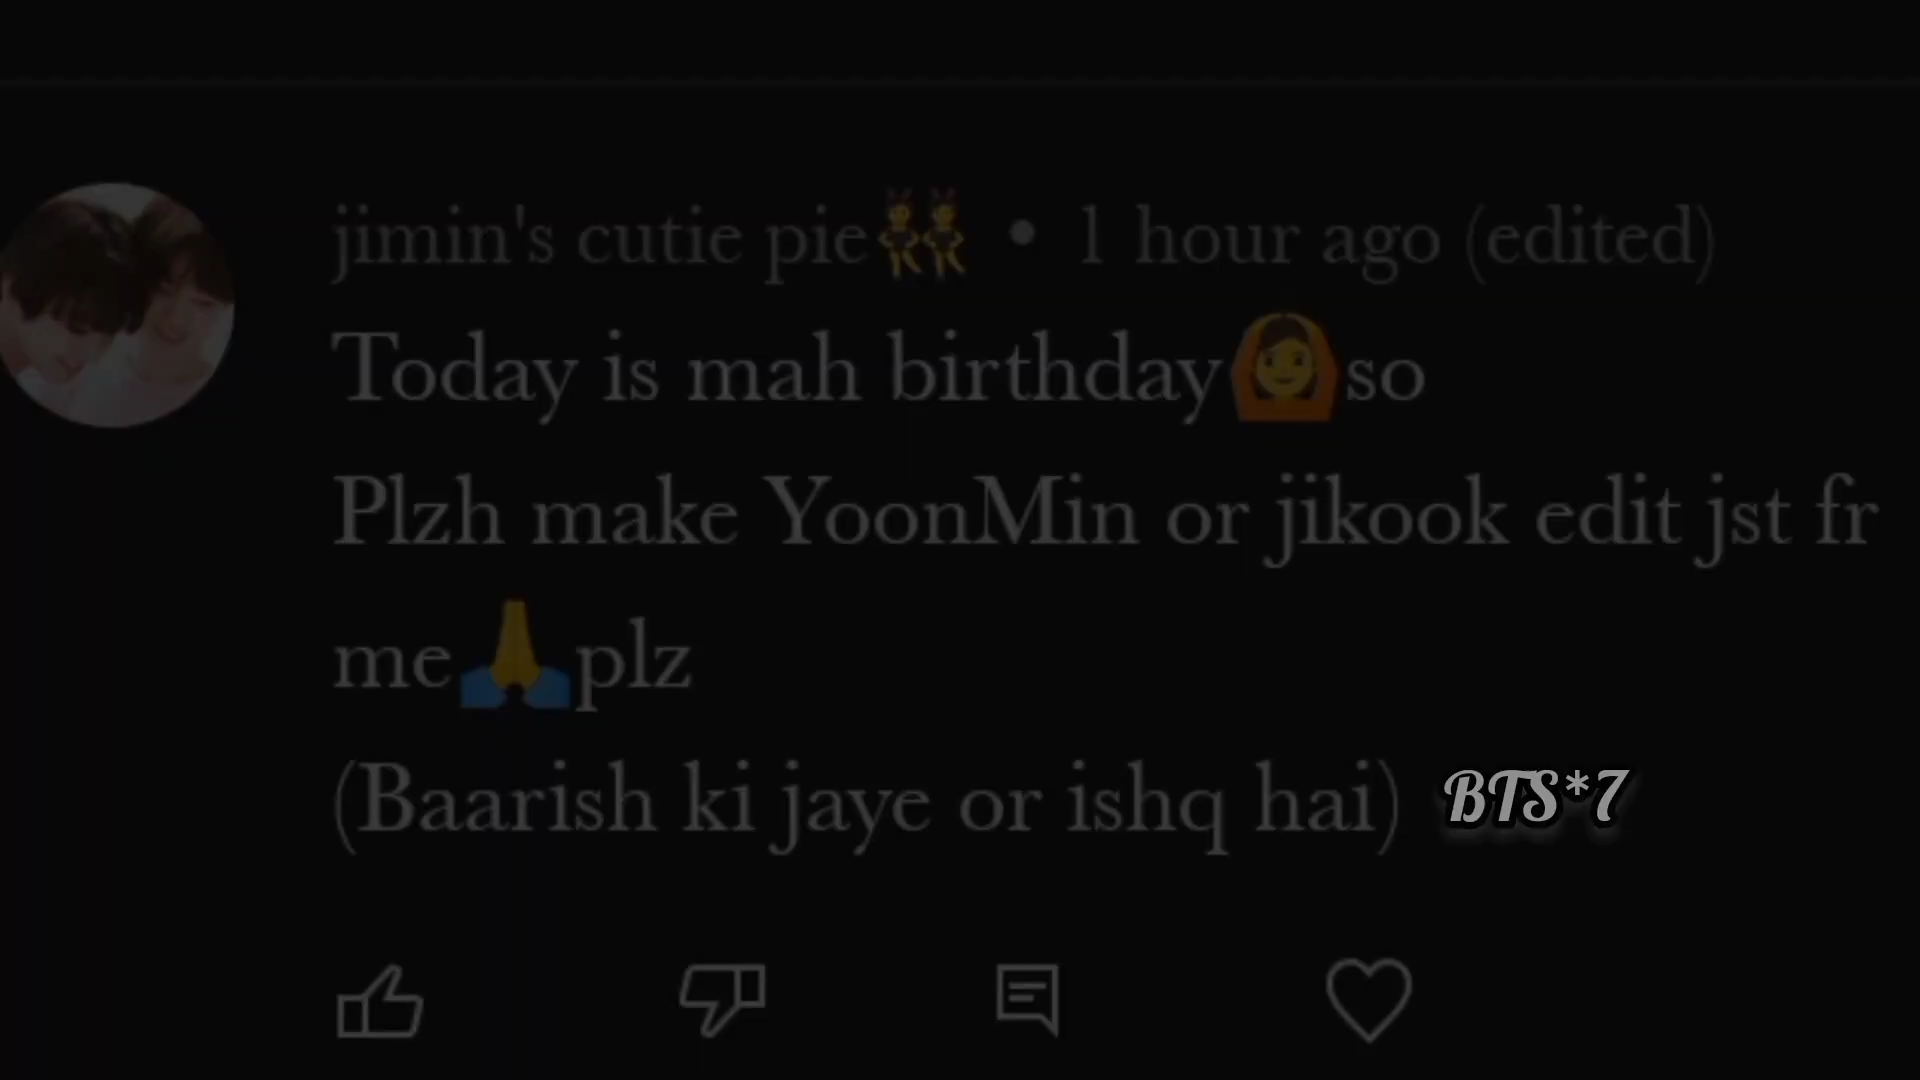 jimin's cutie pie👯 • 1 hour ago (edited)
Today is mah birthday🙆so
Plzh make YoonMin or jikook edit jst fr
me🙏plz
(Baarish ki jaye or ishq hai)
BTS*7